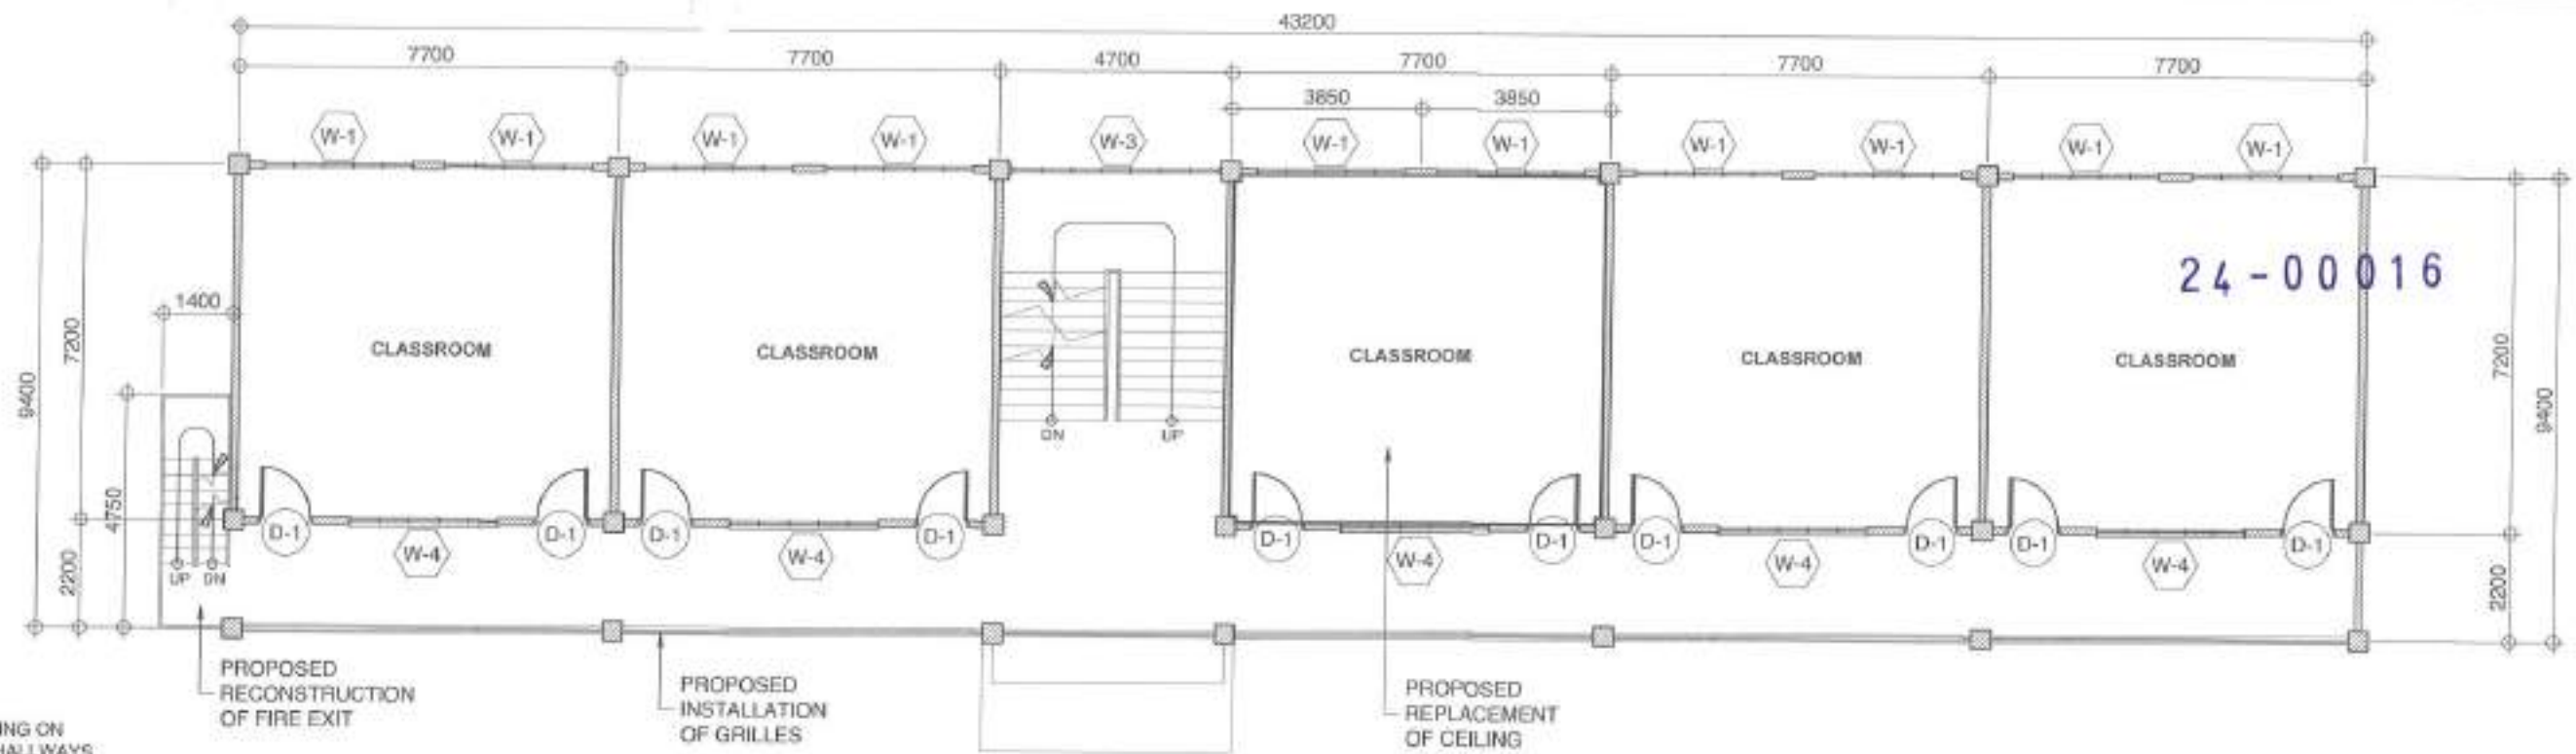 43200
7700
7700
4700
7700
7700
7700
3850
3850
W-1
W-1
W-1
W-1
W-3
W-1
W-1
W-1
W-1
W-1
W-1
24-00016
1400
9400
7200
4750
2200
CLASSROOM
CLASSROOM
CLASSROOM
CLASSROOM
CLASSROOM
7200
9400
2200
DN
UP
UP
DN
D-1
D-1
D-1
D-1
D-1
D-1
D-1
D-1
D-1
D-1
W-4
W-4
W-4
W-4
W-4
PROPOSED
RECONSTRUCTION
OF FIRE EXIT
PROPOSED
INSTALLATION
OF GRILLES
PROPOSED
REPLACEMENT
OF CEILING
ING ON
HALLWAYS